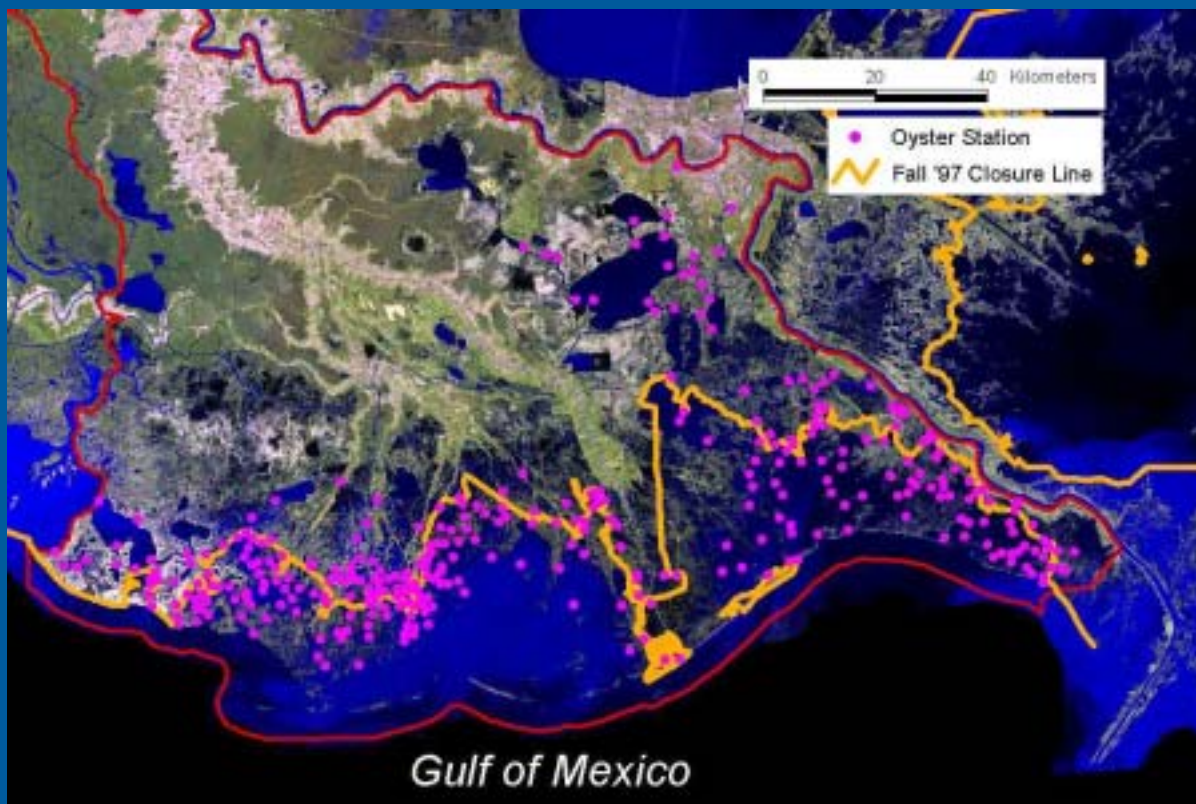 0 20 40 Kilometers
Oyster Station
Fall '97 Closure Line
Gulf of Mexico